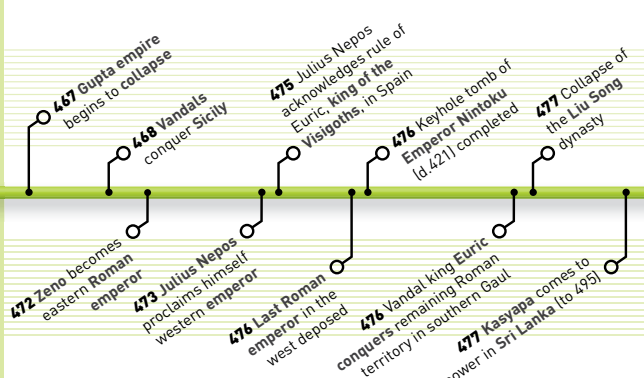 467 Gupta empire
begins to collapse
468 Vandals
conquer Sicily
475 Julius Nepos
acknowledges rule of
Euric, king of the
Visigoths, in Spain
476 Keyhole tomb of
Emperor Nintoku
(d.421) completed
477 Collapse of
the Liu Song
dynasty
472 Zeno becomes
eastern Roman
emperor
473 Julius Nepos
proclaims himself
western emperor
476 Last Roman
emperor in the
west deposed
476 Vandal king Euric
conquers remaining Roman
territory in southern Gaul
477 Kasyapa comes to
power in Sri Lanka (to 495)